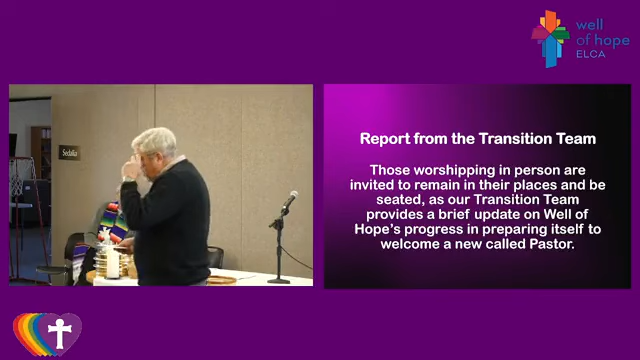 well
of hope
ELCA
Sedalia
Report from the Transition Team
Those worshipping in person are
invited to remain in their places and be
seated, as our Transition Team
provides a brief update on Well of
Hope's progress in preparing itself to
welcome a new called Pastor.